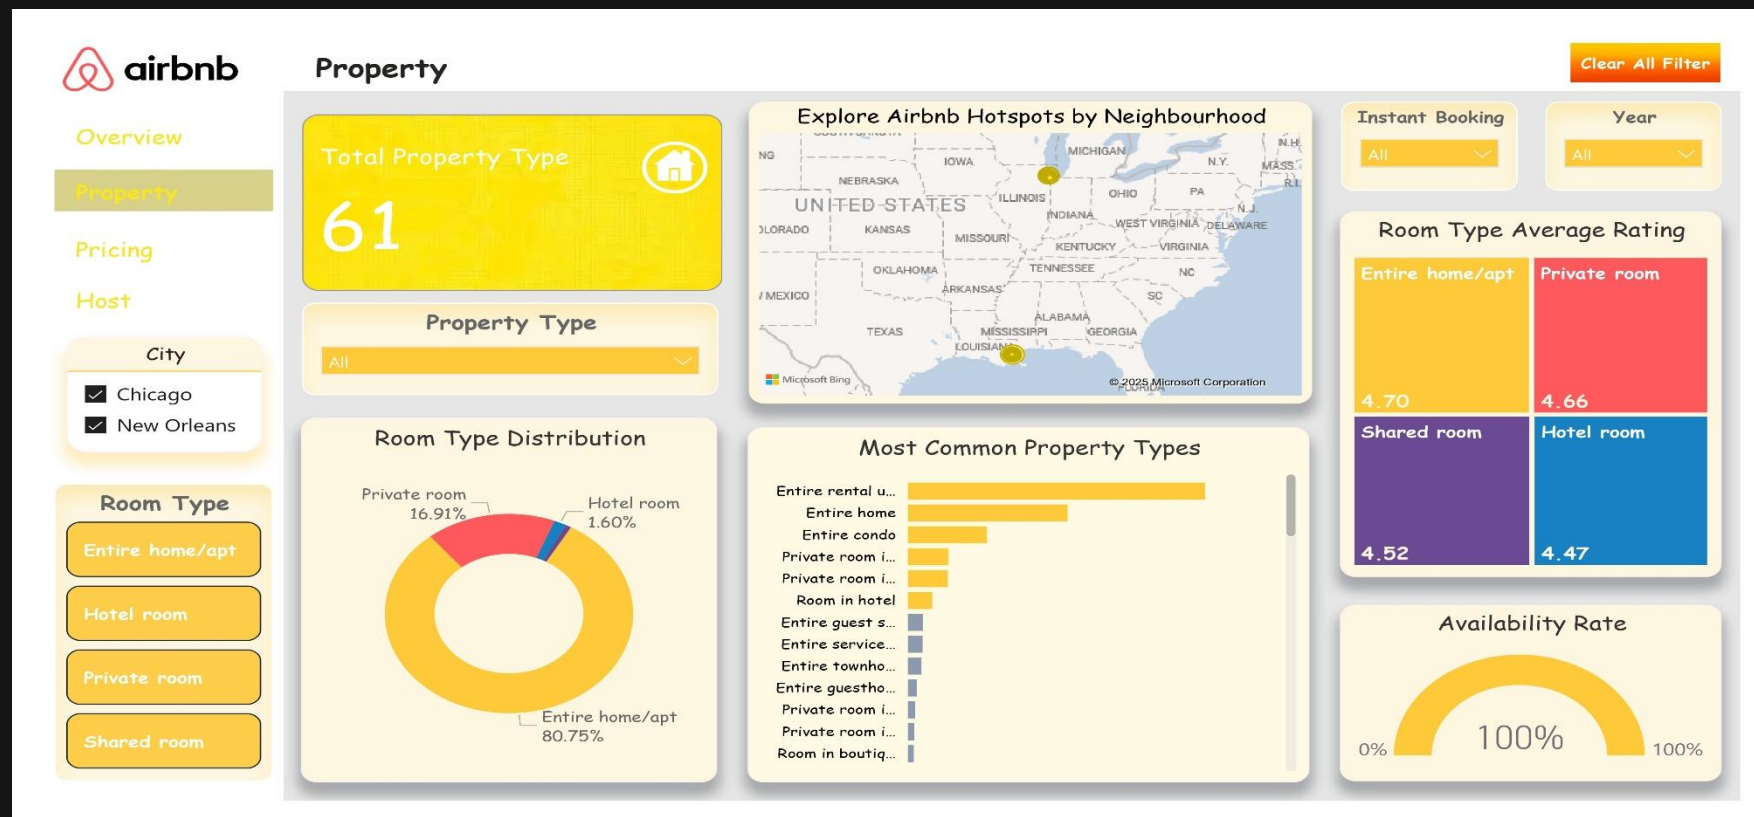 airbnb
Property
Clear All Filter
Overview
Property
Pricing
Host
City
Chicago
New Orleans
Room Type
Entire home/apt
Hotel room
Private room
Shared room
Total Property Type
61
Property Type
All
Room Type Distribution
Private room
16.91%
Hotel room
1.60%
Entire home/apt
80.75%
Explore Airbnb Hotspots by Neighbourhood
NG
IOWA
MICHIGAN
N.H.
N.Y.
MASS.
NEBRASKA
R.I.
UNITED STATES
ILLINOIS
OHIO
PA
N.J.
INDIANA
OLORADO
KANSAS
WEST VIRGINIA
DELAWARE
MISSOURI
KENTUCKY
VIRGINIA
OKLAHOMA
TENNESSEE
NC
/ MEXICO
ARKANSAS
SC
ALABAMA
TEXAS
MISSISSIPPI
GEORGIA
LOUISIAN
Microsoft Bing
© 2025 Microsoft Corporation
FLORIDA
Most Common Property Types
Entire rental u...
Entire home
Entire condo
Private room i...
Private room i...
Room in hotel
Entire guest s...
Entire service...
Entire townho...
Entire guestho...
Private room i...
Private room i...
Room in boutiq...
Instant Booking
All
Year
All
Room Type Average Rating
Entire home/apt
4.70
Private room
4.66
Shared room
4.52
Hotel room
4.47
Availability Rate
0%
100%
100%